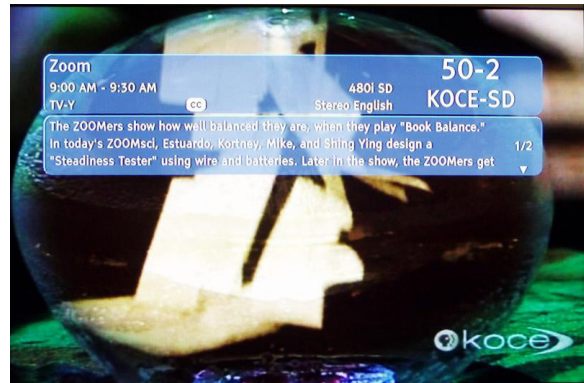 Zoom
50-2
9:00 AM - 9:30 AM
480i SD
KOCE-SD
TV-Y
CC
Stereo English
The ZOOMers show how well balanced they are, when they play "Book Balance."
In today's ZOOMsci, Estuardo, Kortney, Mike, and Shing Ying design a
1/2
"Steadiness Tester" using wire and batteries. Later in the show, the ZOOMers get
koce